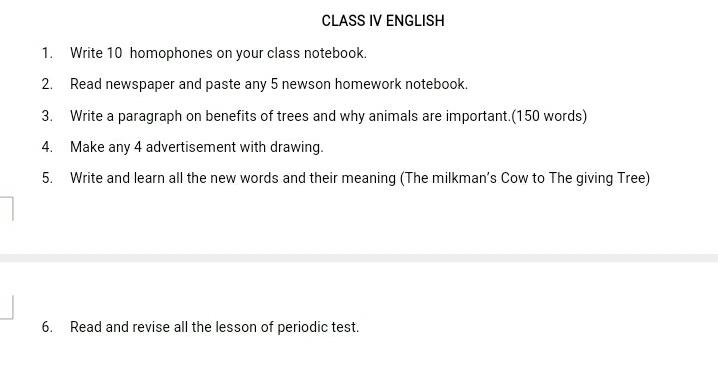 CLASS IV ENGLISH
1. Write 10 homophones on your class notebook.
2. Read newspaper and paste any 5 newson homework notebook.
3. Write a paragraph on benefits of trees and why animals are important.(150 words)
4. Make any 4 advertisement with drawing.
5. Write and learn all the new words and their meaning (The milkman's Cow to The giving Tree)
6. Read and revise all the lesson of periodic test.